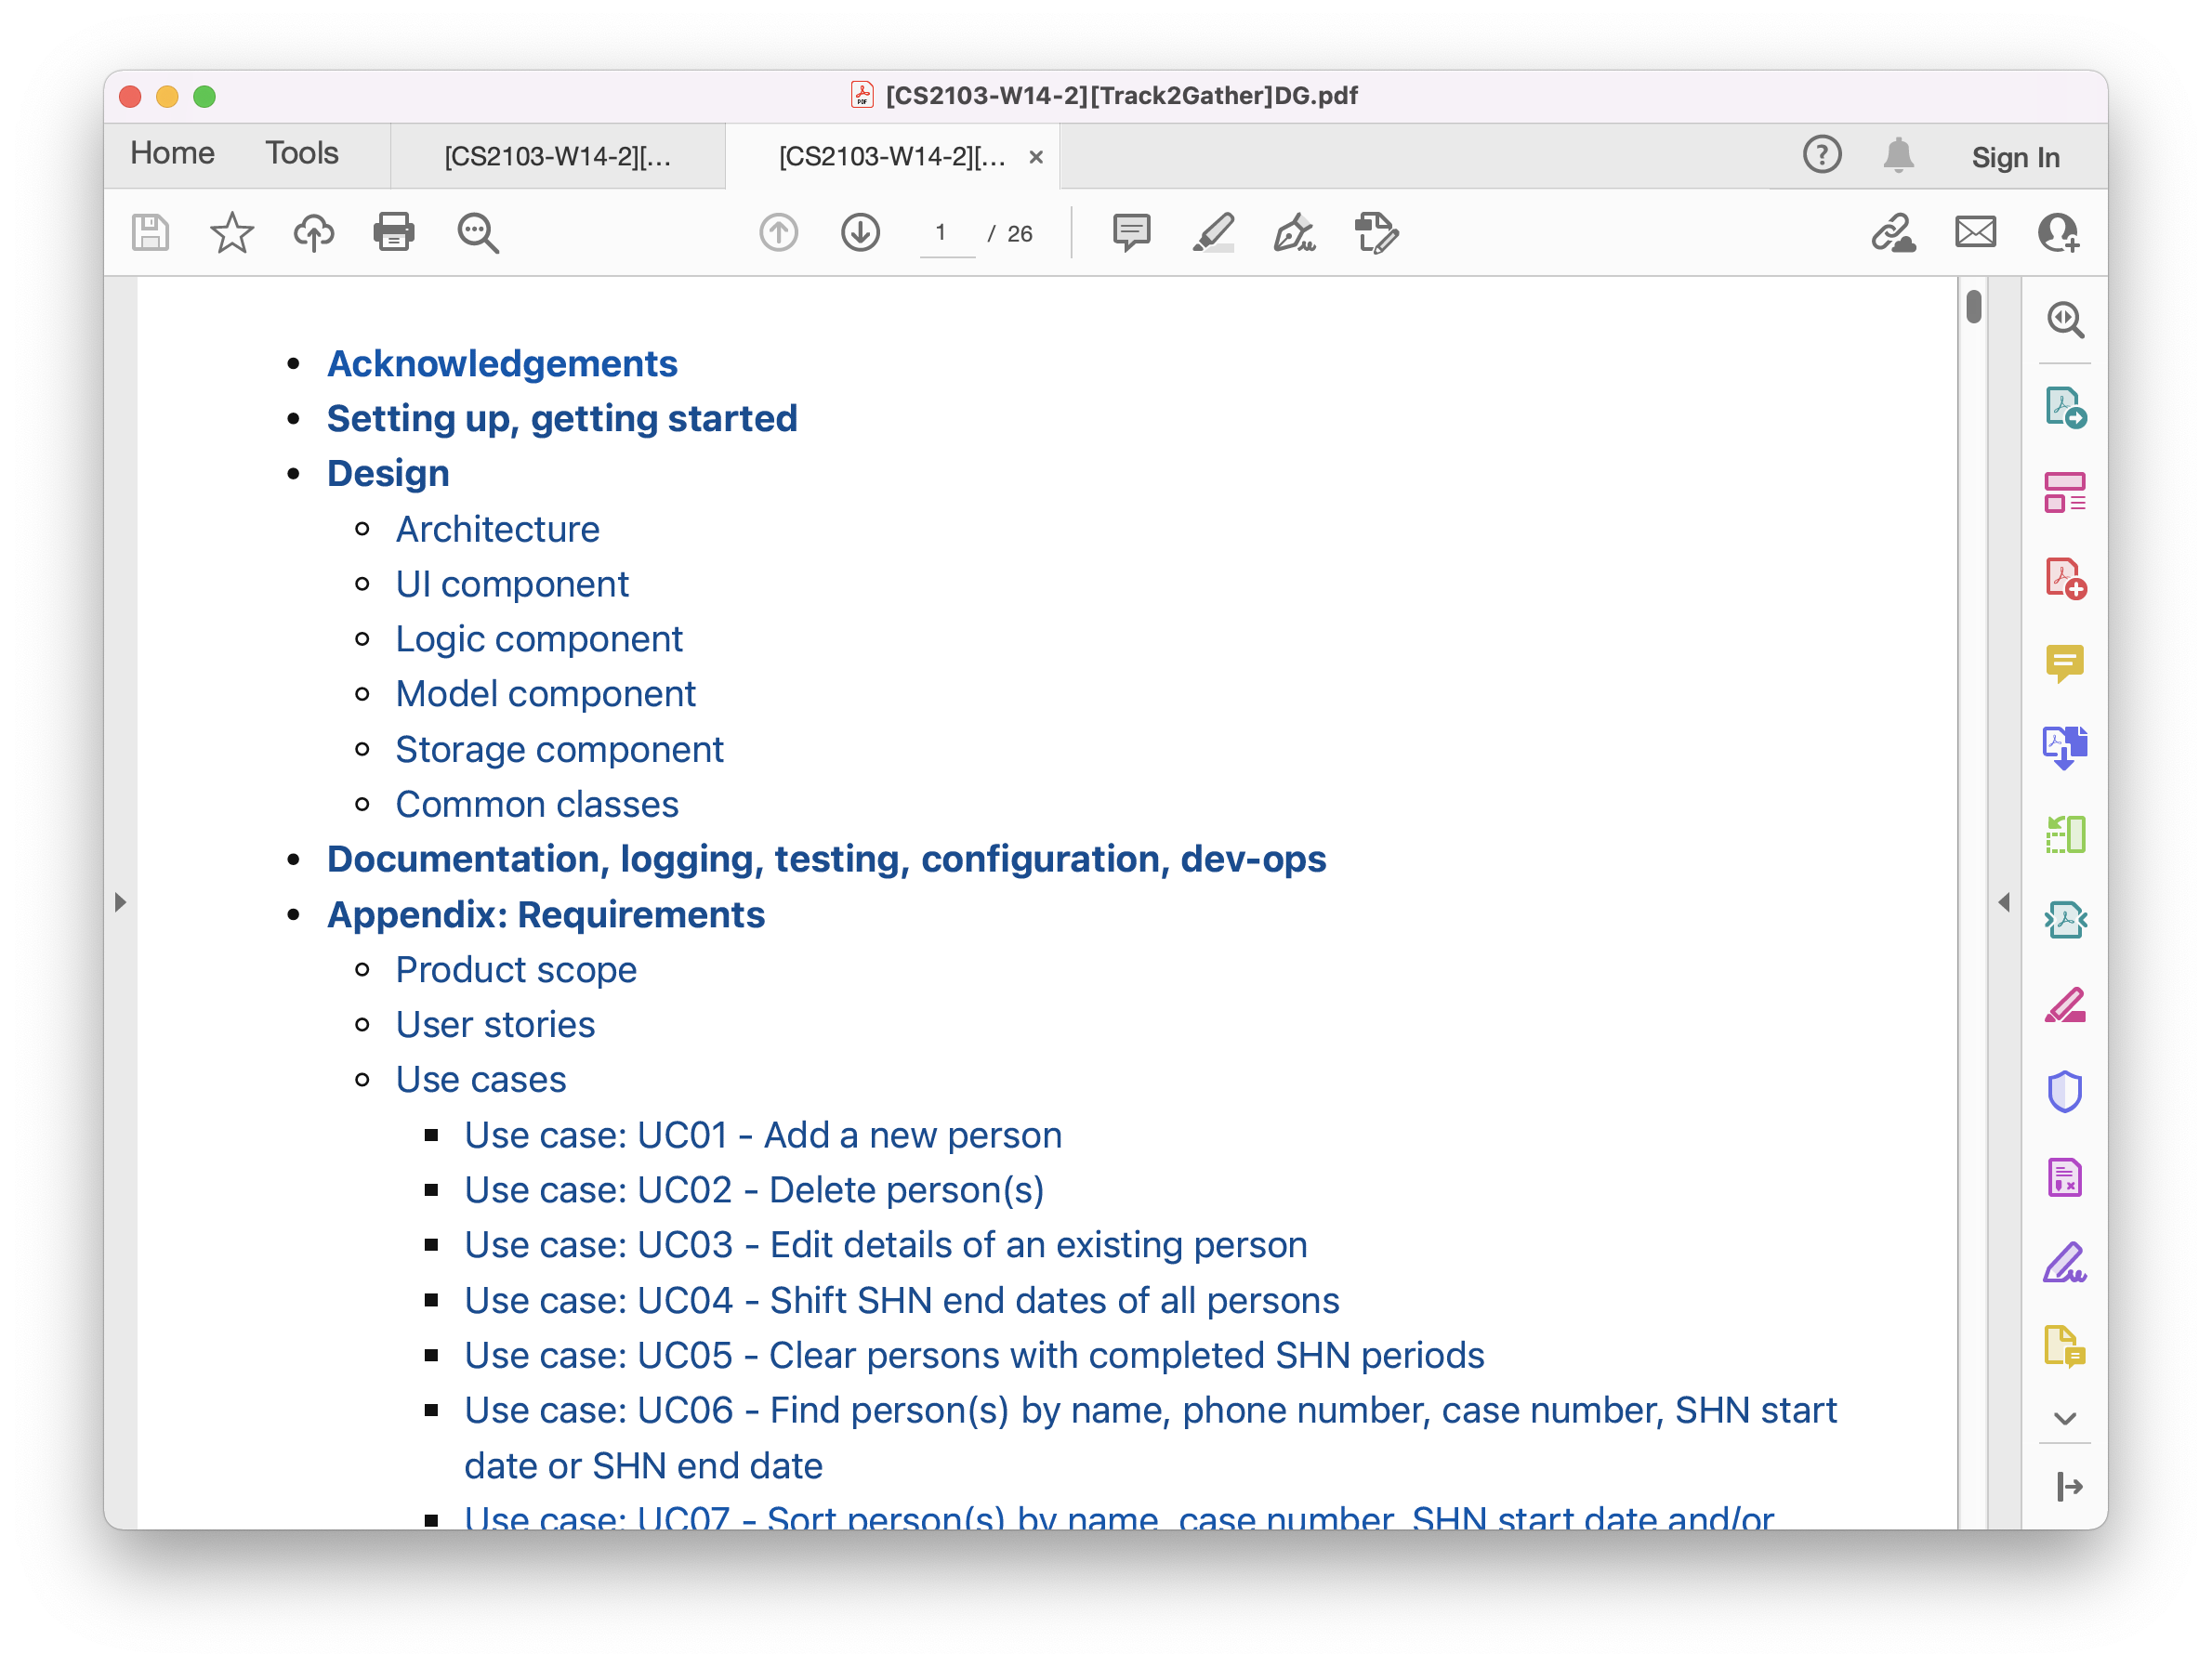 [CS2103-W14-2][Track2Gather]DG.pdf
Home Tools [CS2103-W14-2][... [CS2103-W14-2][... × Sign In
1 / 26
• Acknowledgements
• Setting up, getting started
• Design
Architecture
UI component
Logic component
Model component
Storage component
Common classes
• Documentation, logging, testing, configuration, dev-ops
• Appendix: Requirements
Product scope
User stories
Use cases
Use case: UC01 - Add a new person
Use case: UC02 - Delete person(s)
Use case: UC03 - Edit details of an existing person
Use case: UC04 - Shift SHN end dates of all persons
Use case: UC05 - Clear persons with completed SHN periods
Use case: UC06 - Find person(s) by name, phone number, case number, SHN start
date or SHN end date
Use case: UC07 - Sort person(s) by name, case number, SHN start date and/or